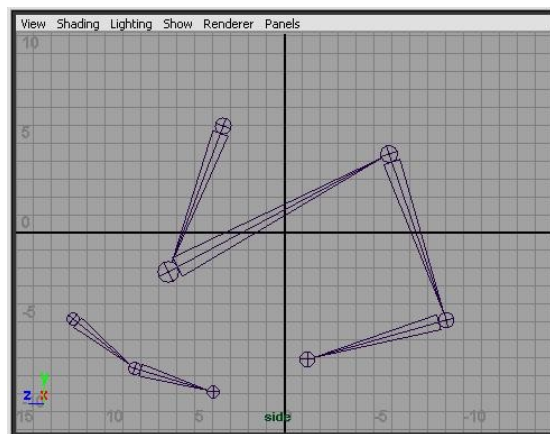 View Shading Lighting Show Renderer Panels
10
5
0
-5
y
z x
15 10 5 side -5 -10